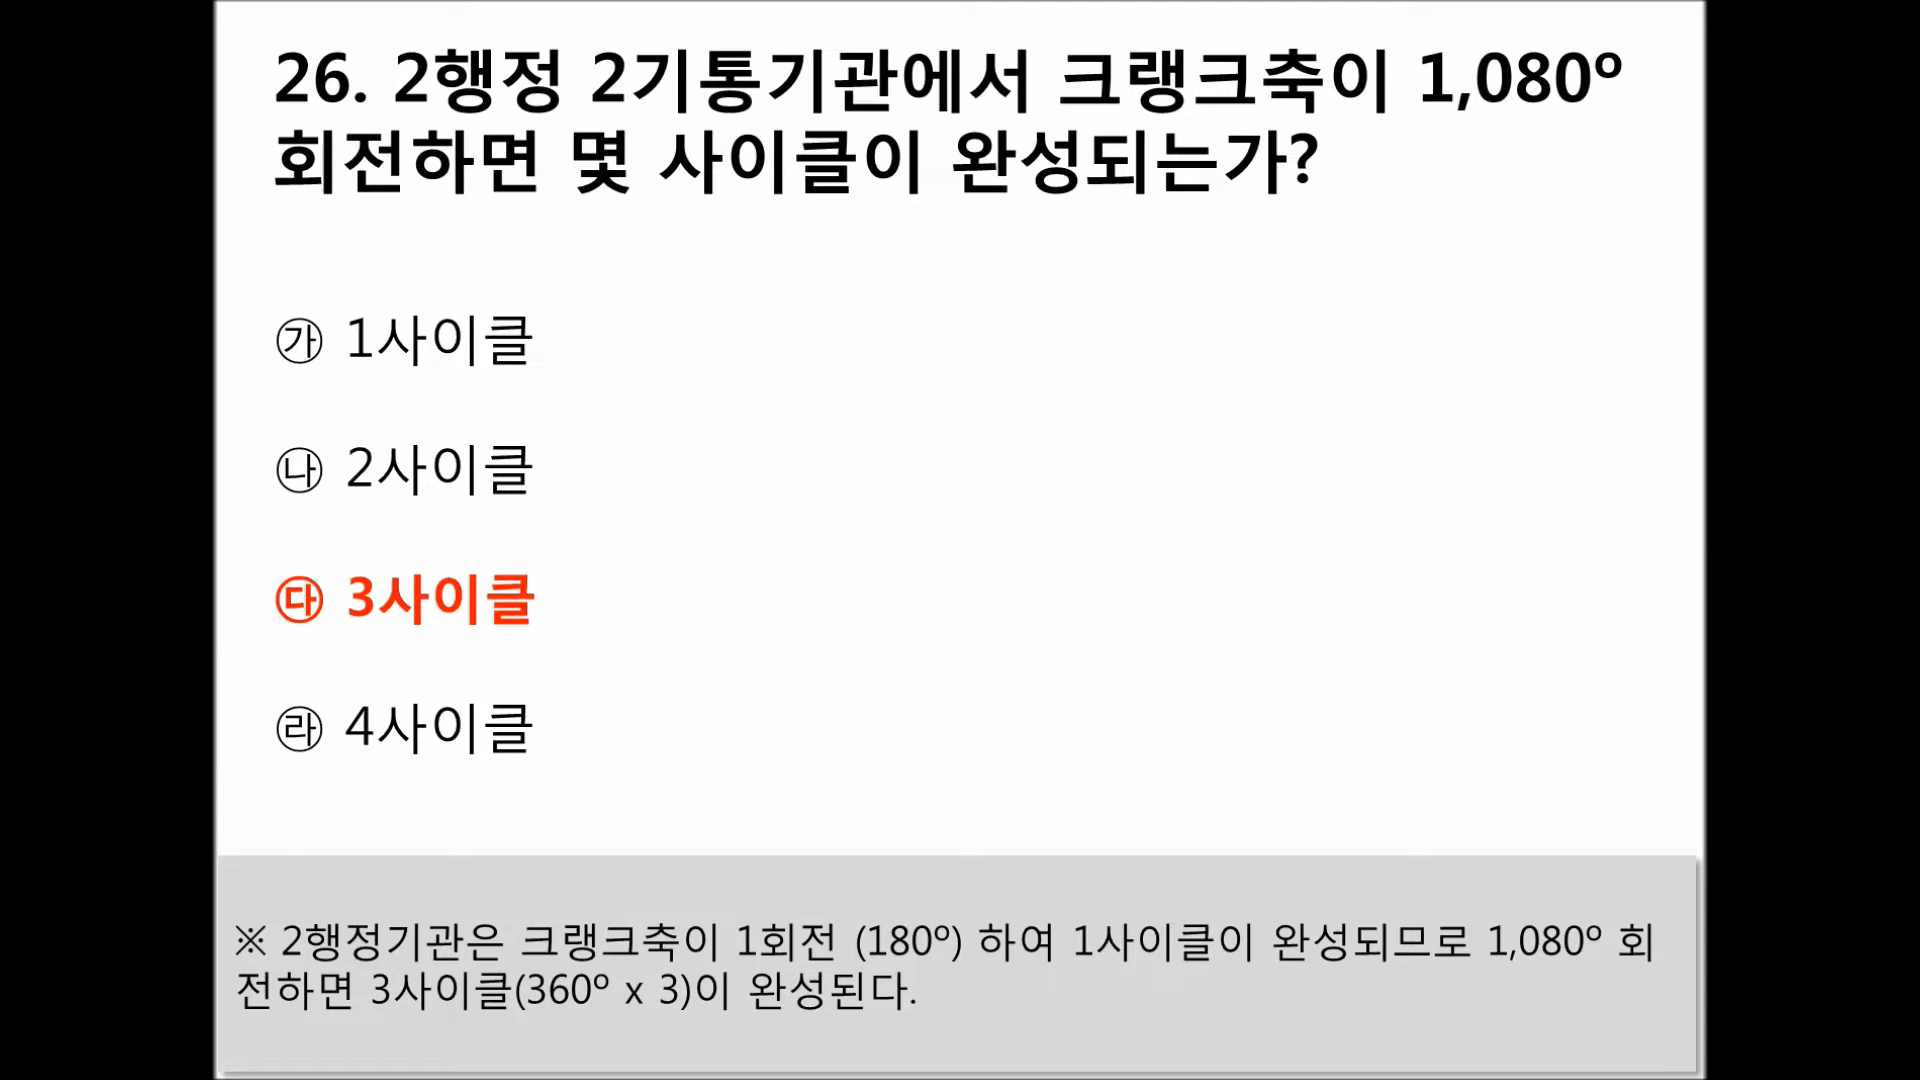 26. 2행정 2기통기관에서 크랭크축이 1,080º
회전하면 몇 사이클이 완성되는가?
㉮ 1사이클
㉯ 2사이클
㉰ 3사이클
㉱ 4사이클
※ 2행정기관은 크랭크축이 1회전 (180º) 하여 1사이클이 완성되므로 1,080º 회
전하면 3사이클(360º x 3)이 완성된다.